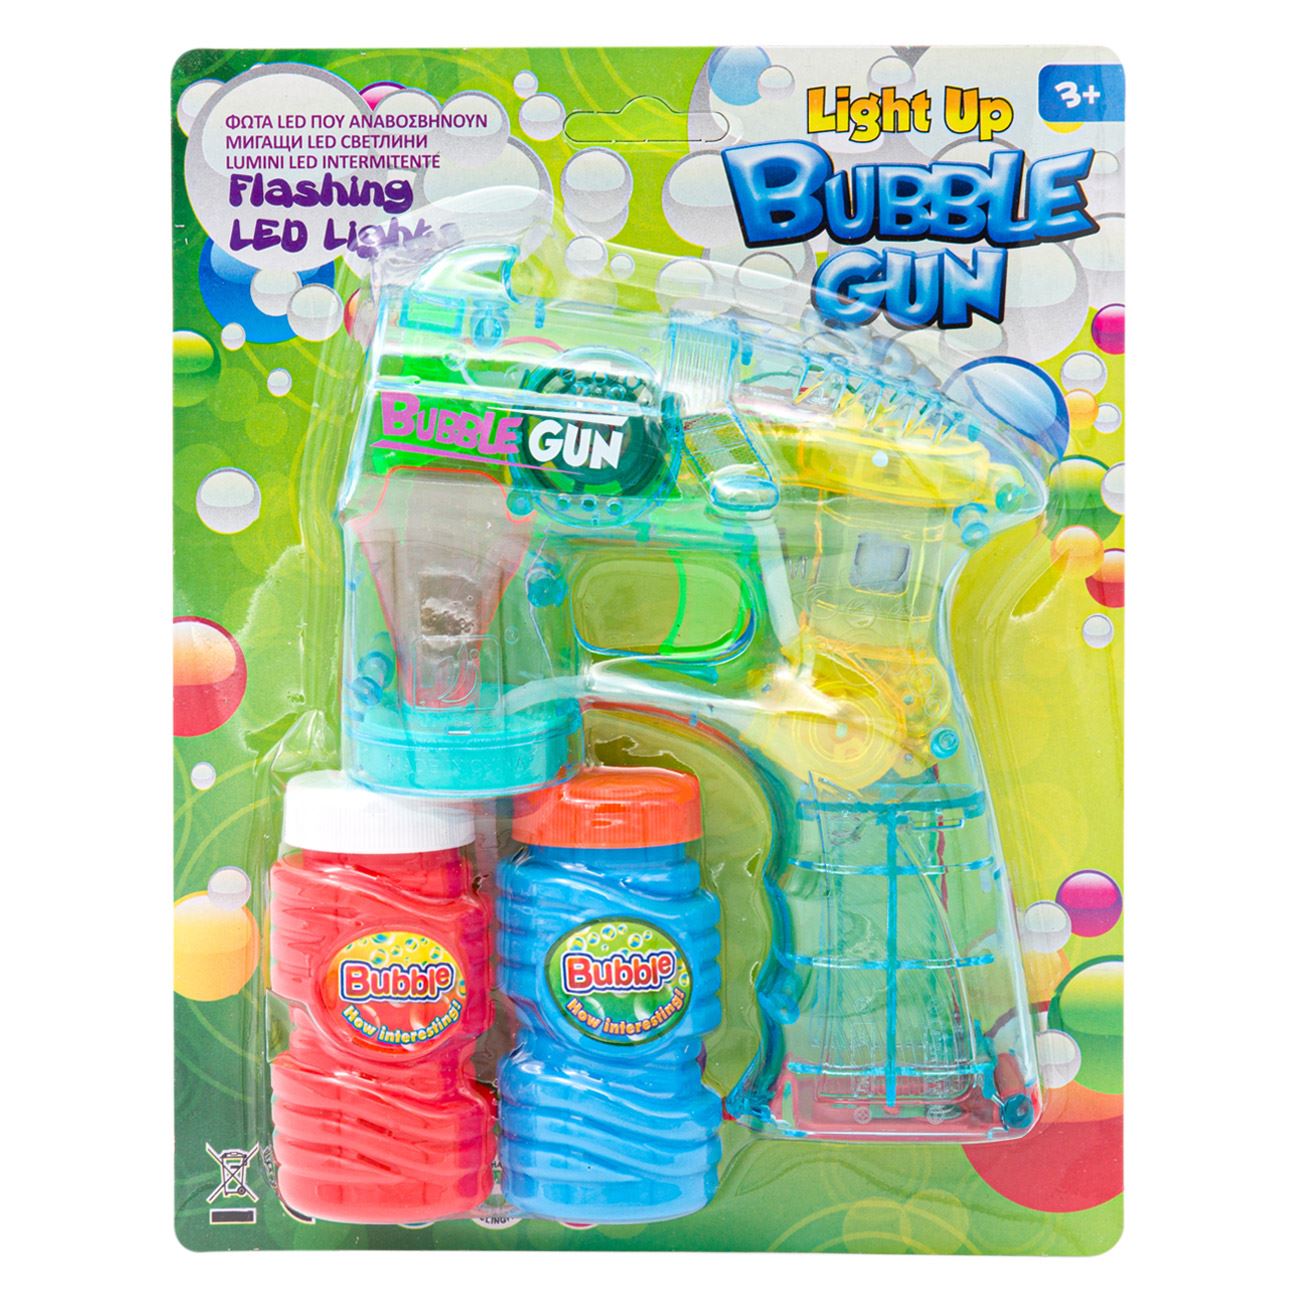 ΦΩΤΑ LED ΠΟΥ ΑΝΑΒΟΣΒΗΝΟΥΝ
МИГАЩИ LED СВЕТЛИНИ
LUMINI LED INTERMITENTE
Flashing
LED Lights
Light Up
BUBBLE
GUN
3+
BUBBLE GUN
Bubble
How interesting!
Bubble
How interesting!